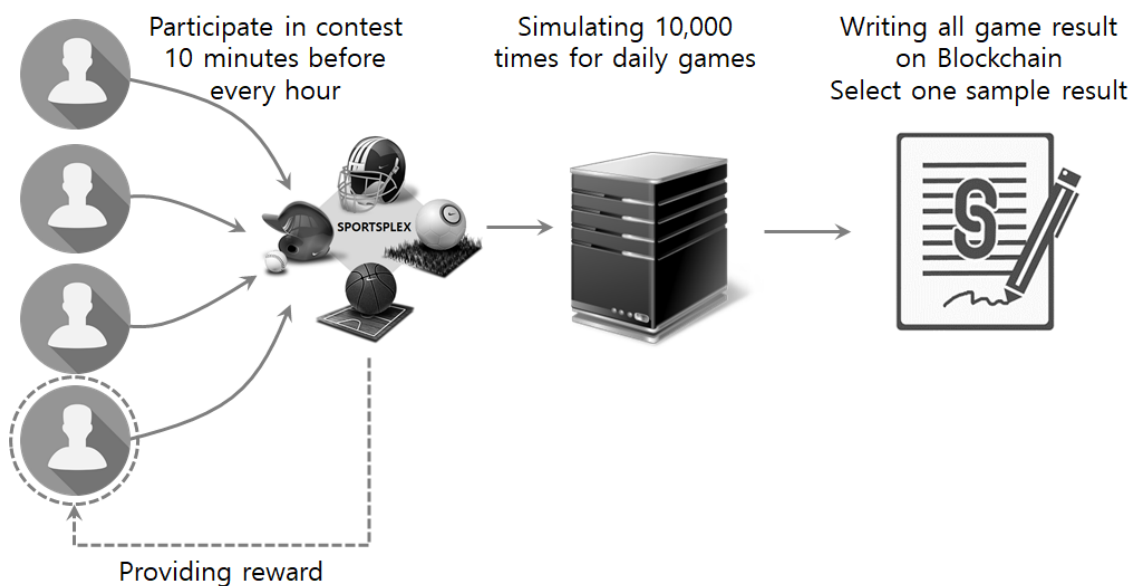 Participate in contest
10 minutes before
every hour
Simulating 10,000
times for daily games
Writing all game result
on Blockchain
Select one sample result
SPORTSPLEX
Providing reward